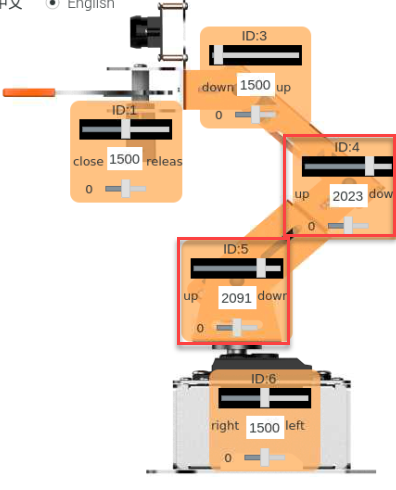 中文 English
ID:3
down 1500 up
0
ID:1
close 1500 releas
0
ID:4
up 2023 dow
0
ID:5
up 2091 down
0
ID:6
right 1500 left
0